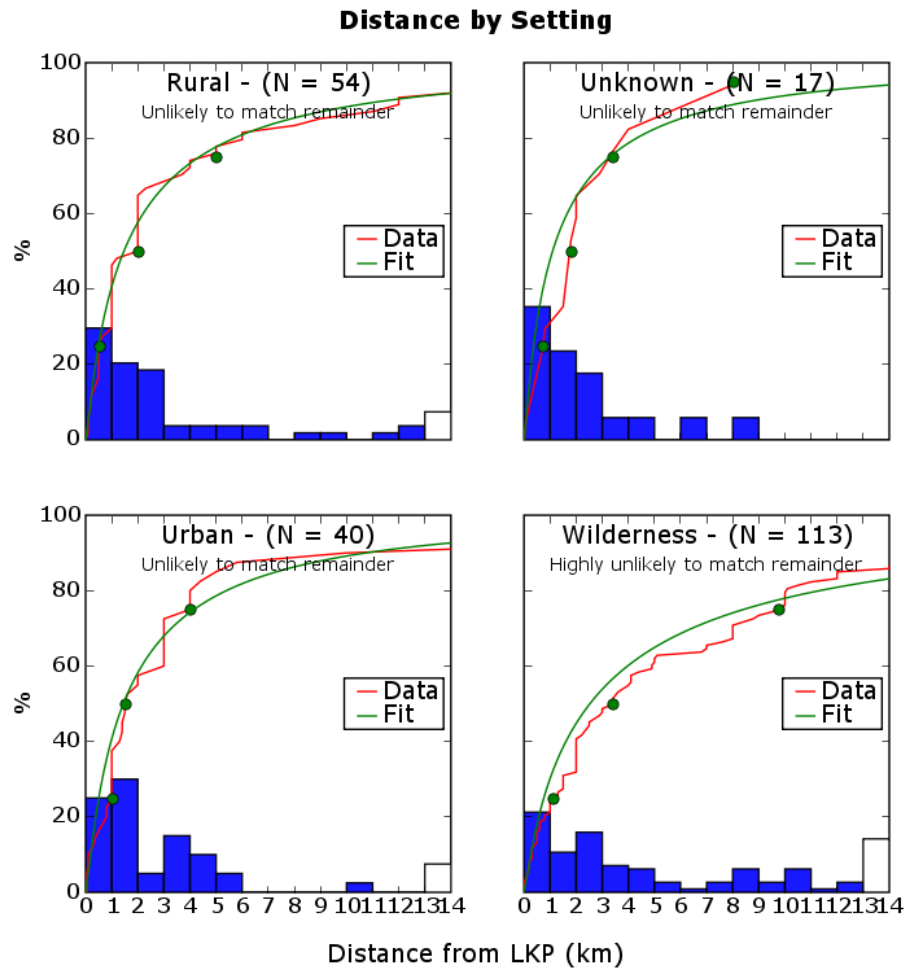 Distance by Setting
Rural - (N = 54)
Unlikely to match remainder
Unknown - (N = 17)
Unlikely to match remainder
100
80
60
40
20
0
%
Data
Fit
Data
Fit
Urban - (N = 40)
Unlikely to match remainder
Wilderness - (N = 113)
Highly unlikely to match remainder
100
80
60
40
20
0
%
Data
Fit
Data
Fit
0 1 2 3 4 5 6 7 8 9 10 11 12 13 14
0 1 2 3 4 5 6 7 8 9 10 11 12 13 14
Distance from LKP (km)